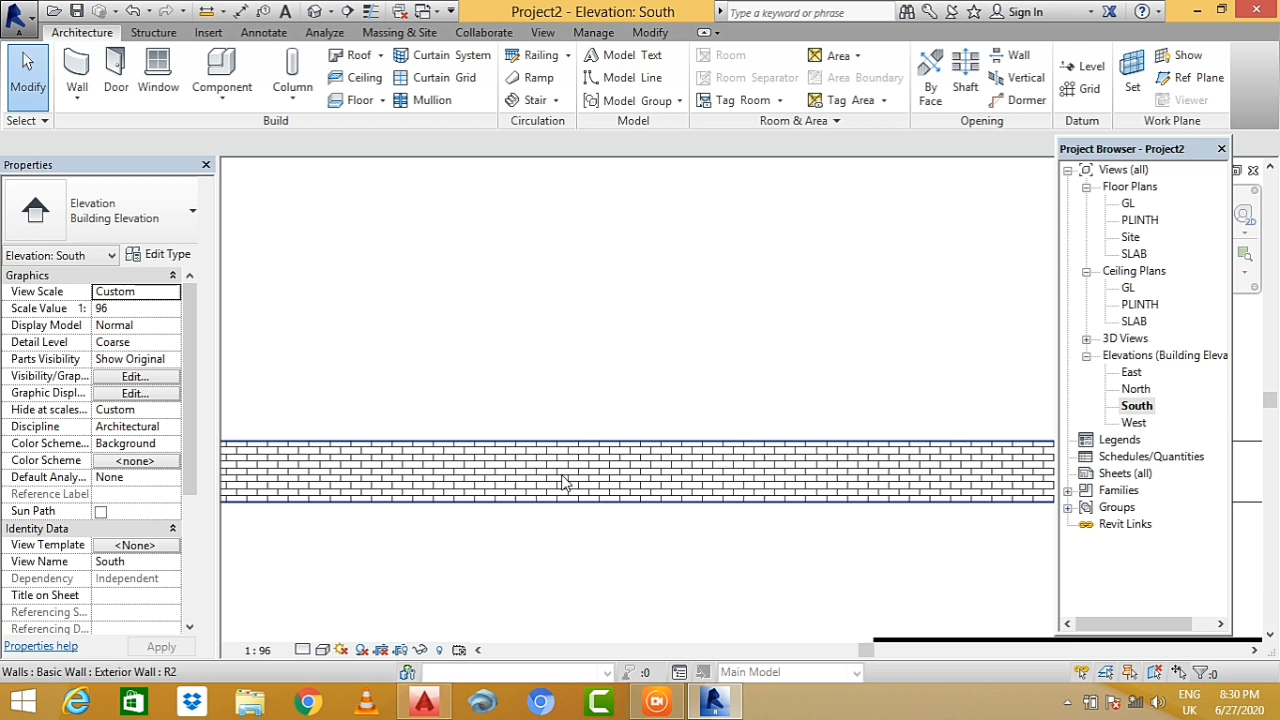 Project2 - Elevation: South
Type a keyword or phrase
Sign In
Architecture Structure Insert Annotate Analyze Massing & Site Collaborate View Manage Modify
Modify
Wall
Door
Window
Component
Column
Roof
Ceiling
Floor
Curtain System
Curtain Grid
Mullion
Railing
Ramp
Stair
Model Text
Model Line
Model Group
Room
Room Separator
Tag Room
Area
Area Boundary
Tag Area
By Face
Shaft
Wall
Vertical
Dormer
Level
Grid
Set
Show
Ref Plane
Viewer
Select Build Circulation Model Room & Area Opening Datum Work Plane
Properties
Elevation
Building Elevation
Elevation: South Edit Type
Graphics
View Scale Custom
Scale Value 1: 96
Display Model Normal
Detail Level Coarse
Parts Visibility Show Original
Visibility/Grap... Edit...
Graphic Displ... Edit...
Hide at scales... Custom
Discipline Architectural
Color Scheme... Background
Color Scheme <none>
Default Analy... None
Reference Label
Sun Path
Identity Data
View Template <None>
View Name South
Dependency Independent
Title on Sheet
Referencing S...
Referencing D...
Properties help Apply
Project Browser - Project2
Views (all)
Floor Plans
GL
PLINTH
Site
SLAB
Ceiling Plans
GL
PLINTH
SLAB
3D Views
Elevations (Building Eleva
East
North
South
West
Legends
Schedules/Quantities
Sheets (all)
Families
Groups
Revit Links
2D
1 : 96
Walls : Basic Wall : Exterior Wall : R2
:0
Main Model
:0
ENG
UK
8:30 PM
6/27/2020